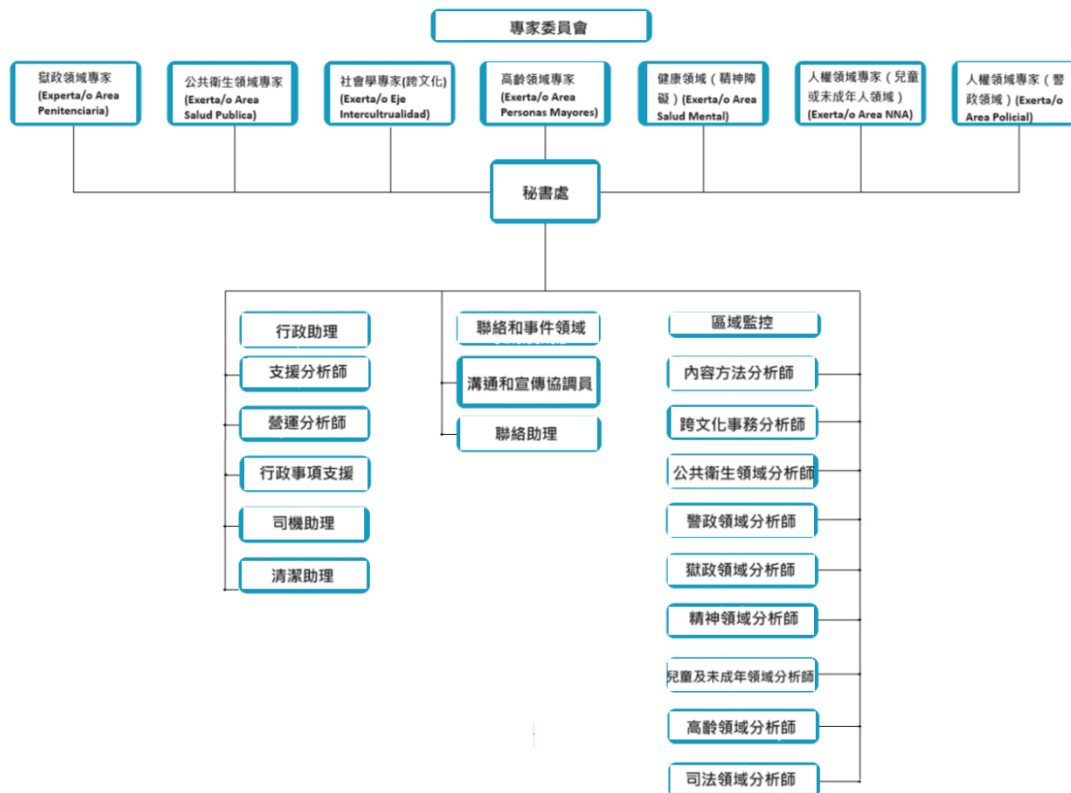 專家委員會
獄政領域專家
(Experta/o Area
Penitenciaria)
公共衛生領域專家
(Exerta/o Area
Salud Publica)
社會學專家(跨文化)
(Exerta/o Eje
Intercultrualidad)
高齡領域專家
(Exerta/o Area
Personas Mayores)
健康領域（精神障
礙）(Exerta/o Area
Salud Mental)
人權領域專家（兒童
或未成年人領域）
(Exerta/o Area NNA)
人權領域專家（警
政領域）(Exerta/o
Area Policial)
秘書處
行政助理
支援分析師
營運分析師
行政事項支援
司機助理
清潔助理
聯絡和事件領域
溝通和宣傳協調員
聯絡助理
區域監控
內容方法分析師
跨文化事務分析師
公共衛生領域分析師
警政領域分析師
獄政領域分析師
精神領域分析師
兒童及未成年領域分析師
高齡領域分析師
司法領域分析師